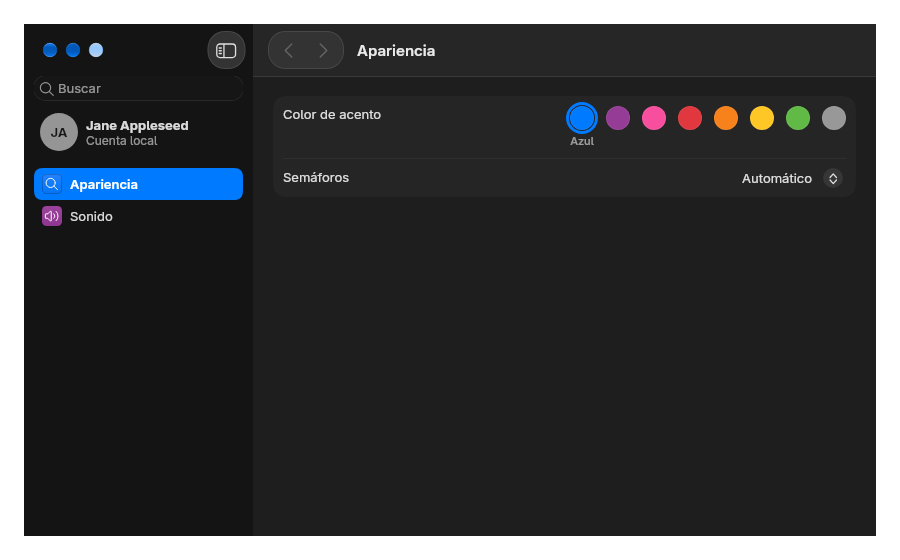 Apariencia
Buscar
JA
Jane Appleseed
Cuenta local
Apariencia
Sonido
Color de acento
Azul
Semáforos
Automático